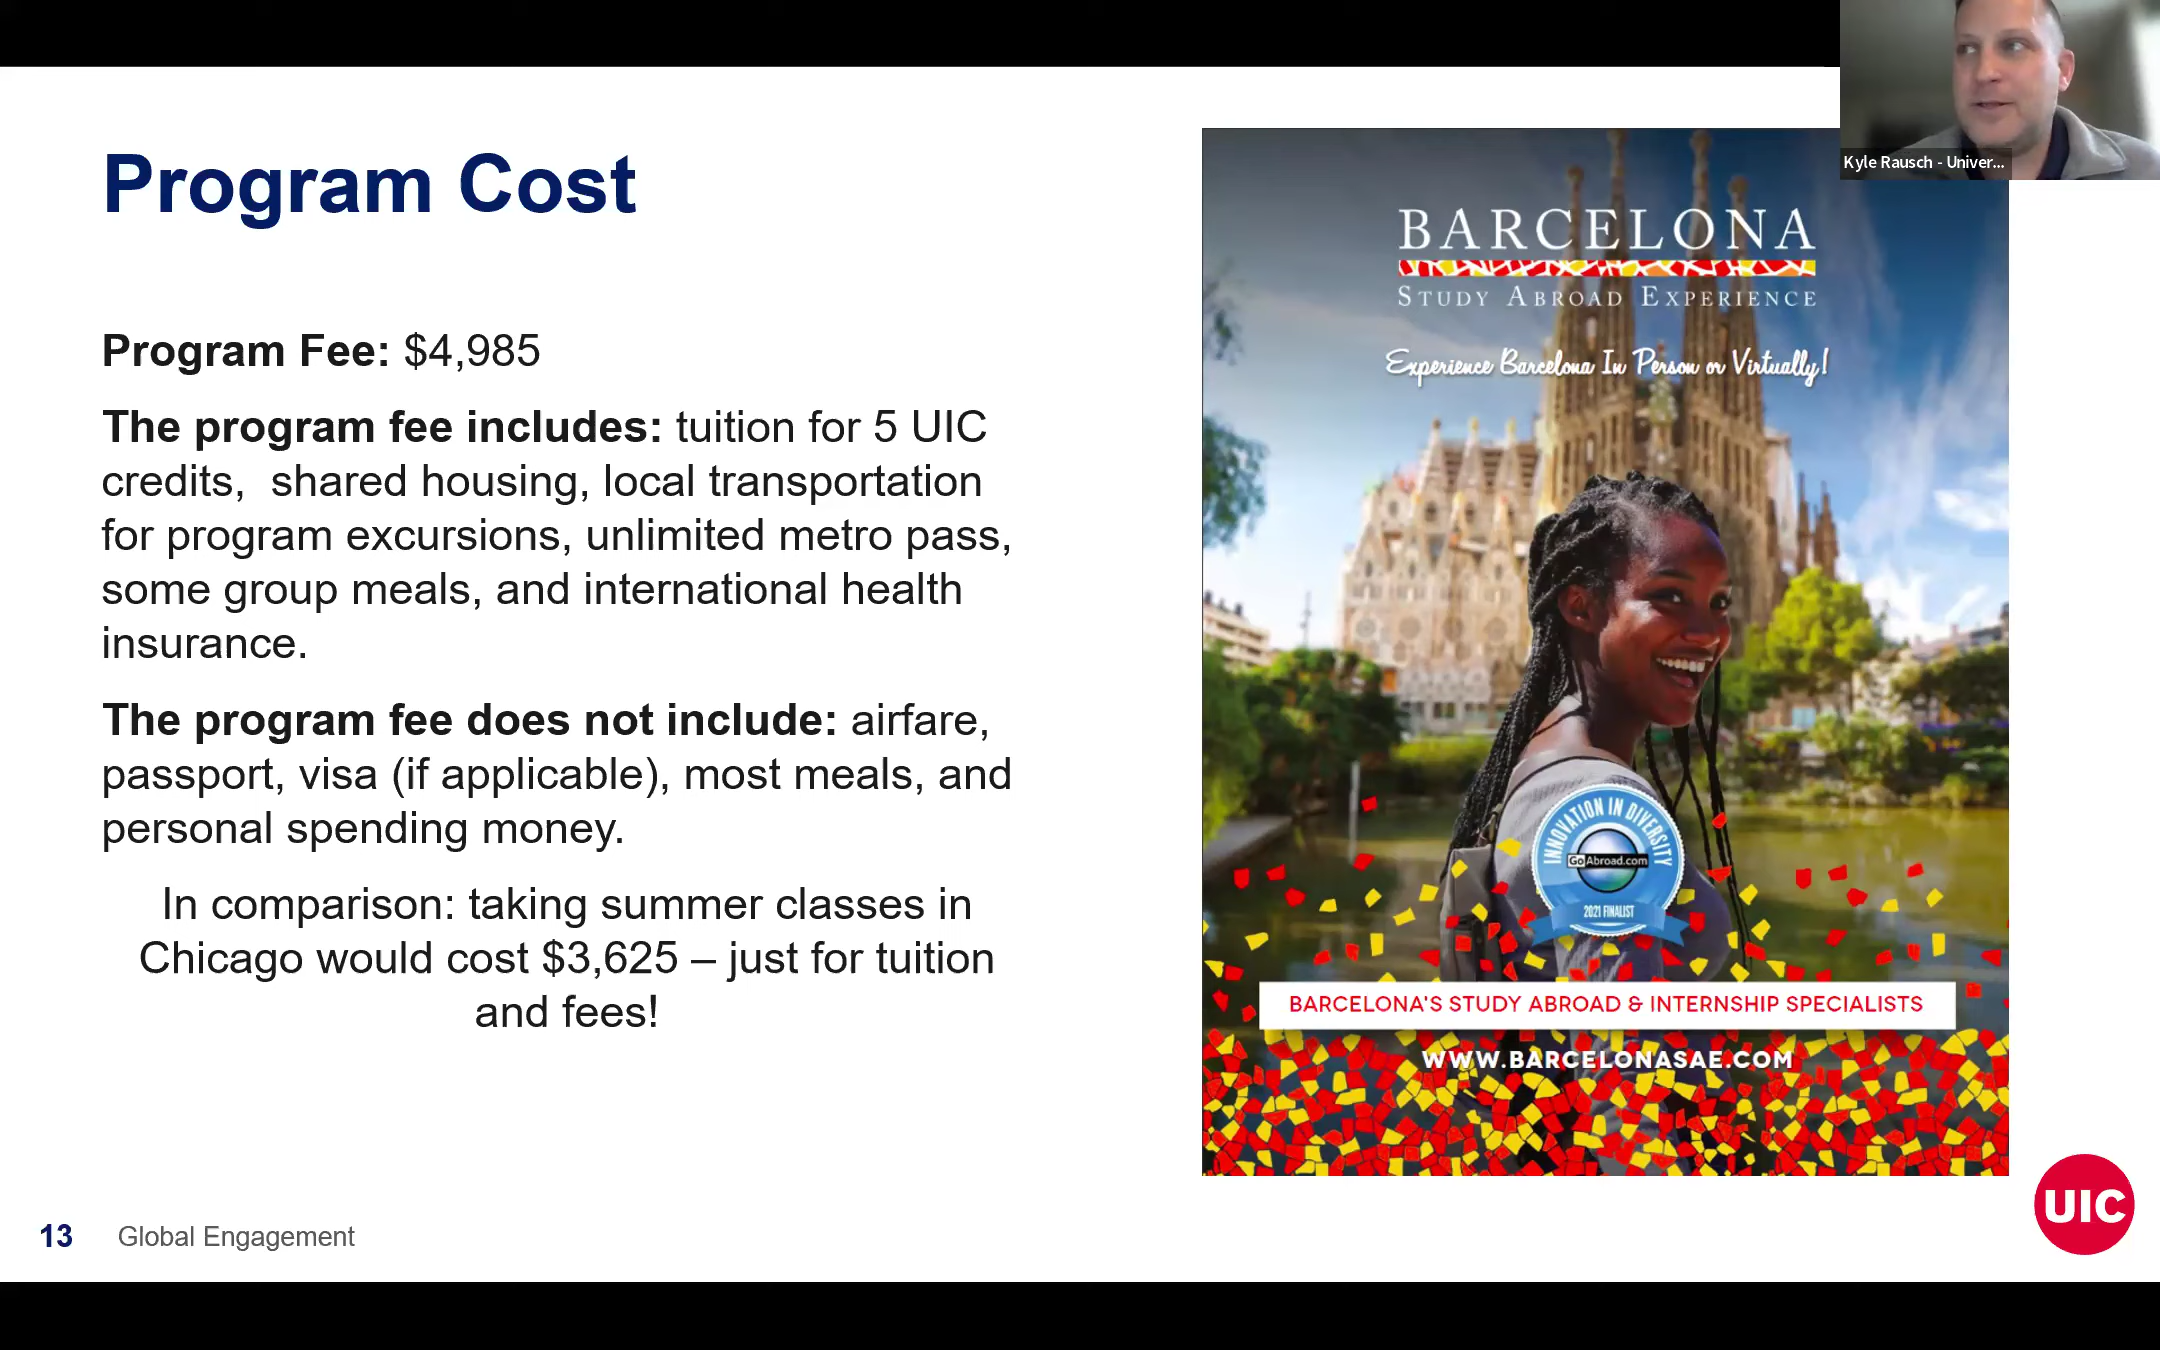 Kyle Rausch - Univer...
Program Cost
Program Fee: $4,985
The program fee includes: tuition for 5 UIC
credits,  shared housing, local transportation
for program excursions, unlimited metro pass,
some group meals, and international health
insurance.
The program fee does not include: airfare,
passport, visa (if applicable), most meals, and
personal spending money.
In comparison: taking summer classes in
Chicago would cost $3,625 – just for tuition
and fees!
BARCELONA
STUDY ABROAD EXPERIENCE
Experience Barcelona In Person or Virtually!
INNOVATION IN DIVERSITY
GoAbroad.com
2021 FINALIST
BARCELONA'S STUDY ABROAD & INTERNSHIP SPECIALISTS
WWW.BARCELONASAE.COM
13 Global Engagement
UIC